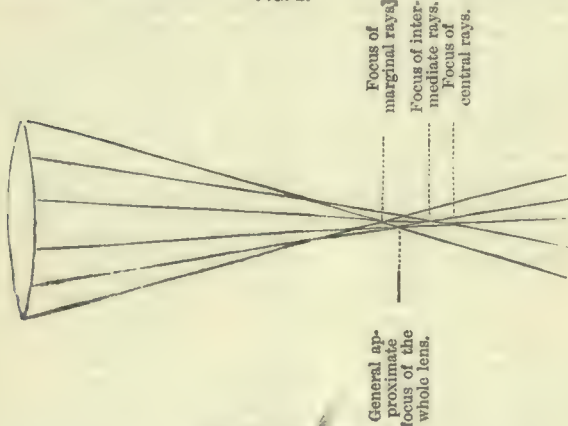 Focus of
marginal rays.
Focus of inter-
mediate rays.
Focus of
central rays.
General ap-
proximate
focus of the
whole lens.